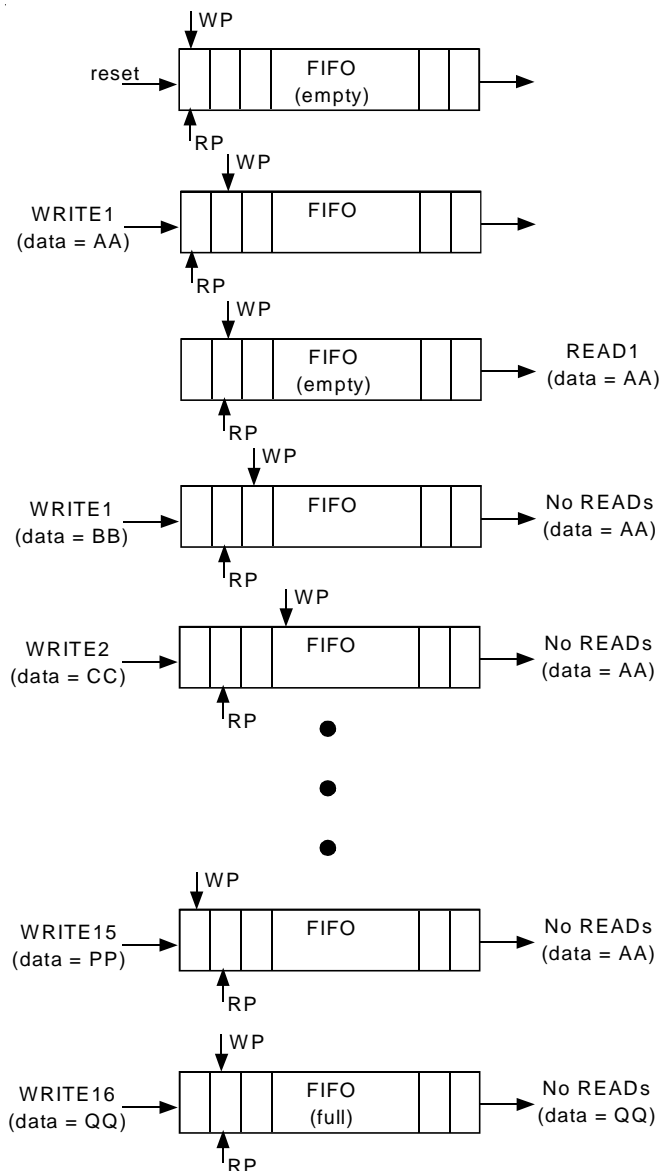 WP
reset
FIFO
(empty)
RP
WP
WRITE1
(data = AA)
FIFO
RP
WP
FIFO
(empty)
READ1
(data = AA)
RP
WP
WRITE1
(data = BB)
FIFO
No READs
(data = AA)
RP
WP
WRITE2
(data = CC)
FIFO
No READs
(data = AA)
RP
WP
WRITE15
(data = PP)
FIFO
No READs
(data = AA)
RP
WP
WRITE16
(data = QQ)
FIFO
(full)
No READs
(data = QQ)
RP